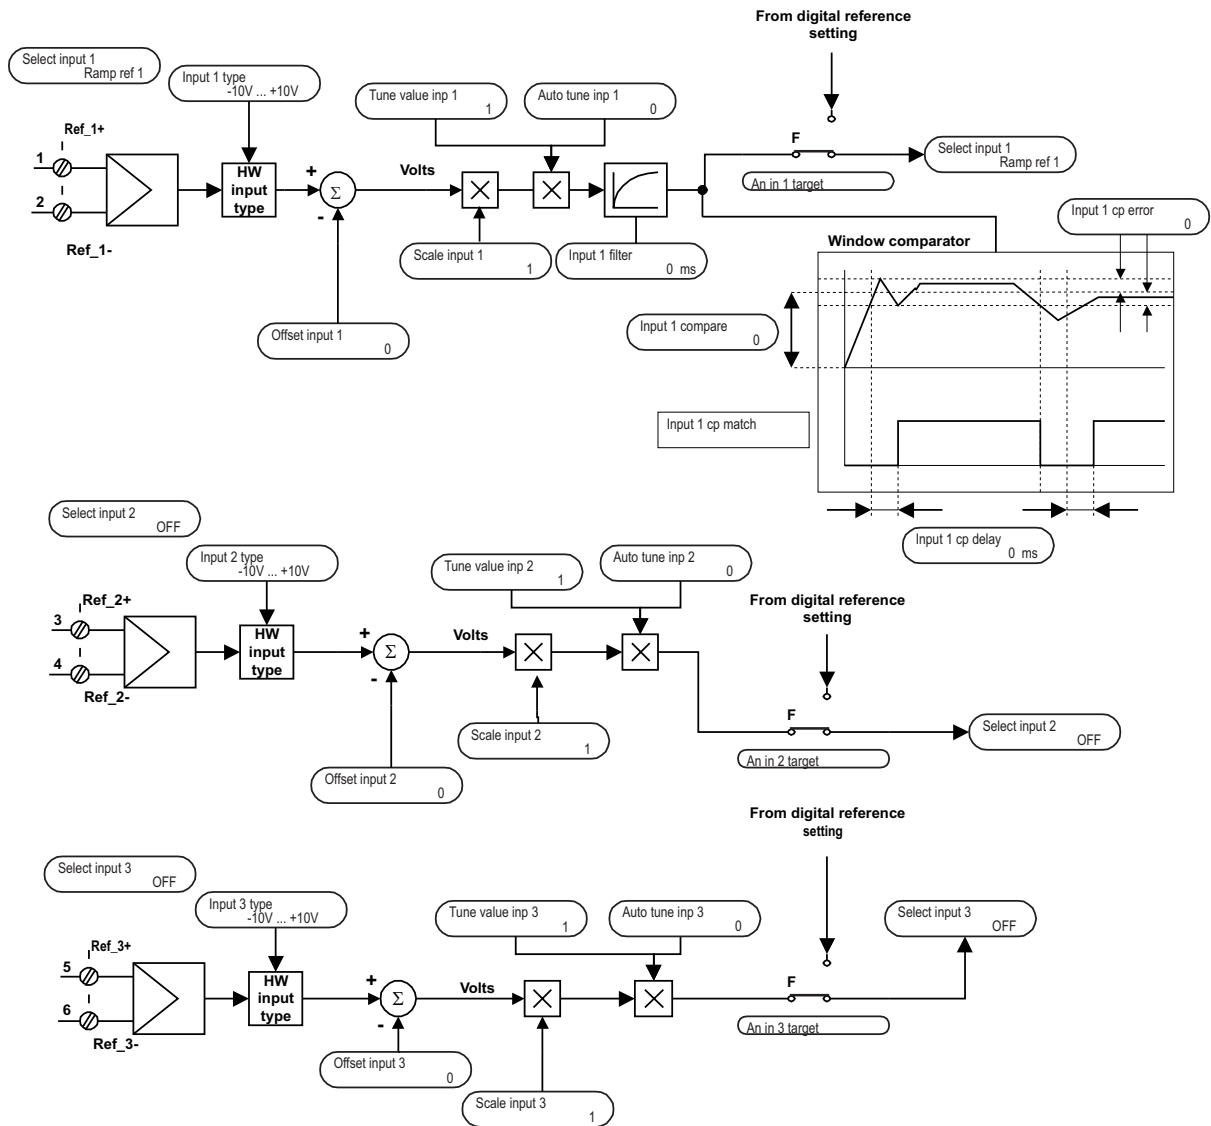 From digital reference
setting
Select input 1
Ramp ref 1
Input 1 type
-10V ... +10V
Tune value inp 1
1
Auto tune inp 1
0
Ref_1+
1
2
Ref_1-
HW
input
type
+
Σ
-
Volts
F
An in 1 target
Select input 1
Ramp ref 1
Scale input 1
1
Input 1 filter
0 ms
Offset input 1
0
Input 1 cp error
0
Window comparator
Input 1 compare
0
Input 1 cp match
Input 1 cp delay
0 ms
Select input 2
OFF
Input 2 type
-10V ... +10V
Tune value inp 2
1
Auto tune inp 2
0
From digital reference
setting
Ref_2+
3
4
Ref_2-
HW
input
type
+
Σ
-
Volts
F
An in 2 target
Select input 2
OFF
Scale input 2
1
Offset input 2
0
From digital reference
setting
Select input 3
OFF
Input 3 type
-10V ... +10V
Tune value inp 3
1
Auto tune inp 3
0
Select input 3
OFF
Ref_3+
5
6
Ref_3-
HW
input
type
+
Σ
-
Volts
F
An in 3 target
Offset input 3
0
Scale input 3
1